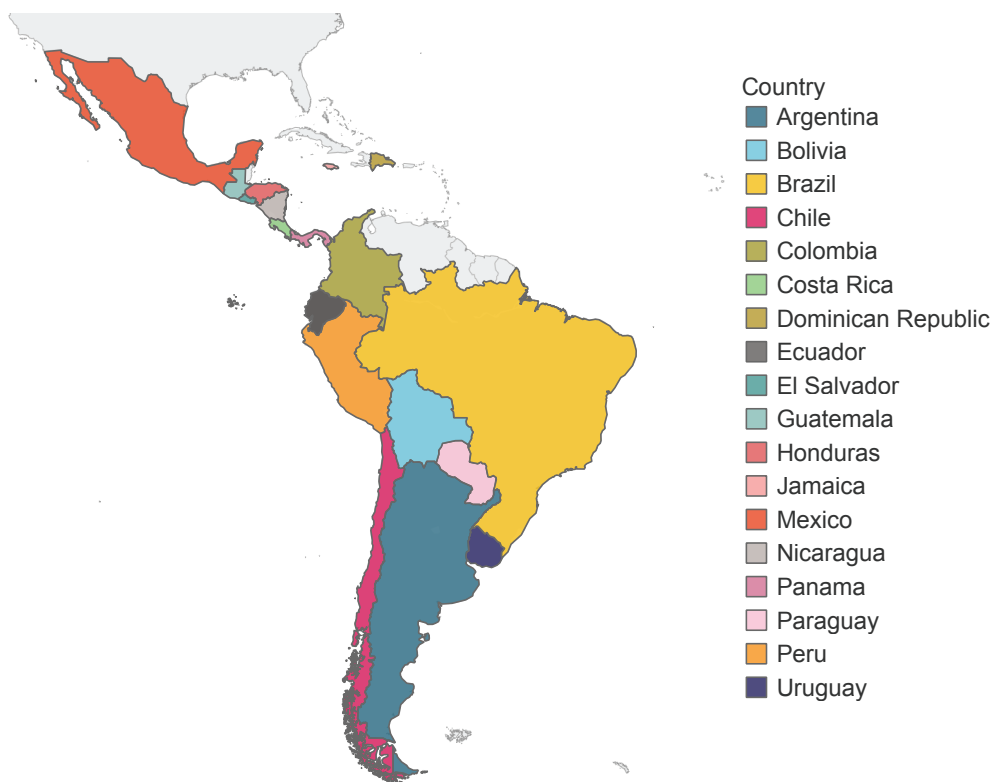 Country
Argentina
Bolivia
Brazil
Chile
Colombia
Costa Rica
Dominican Republic
Ecuador
El Salvador
Guatemala
Honduras
Jamaica
Mexico
Nicaragua
Panama
Paraguay
Peru
Uruguay